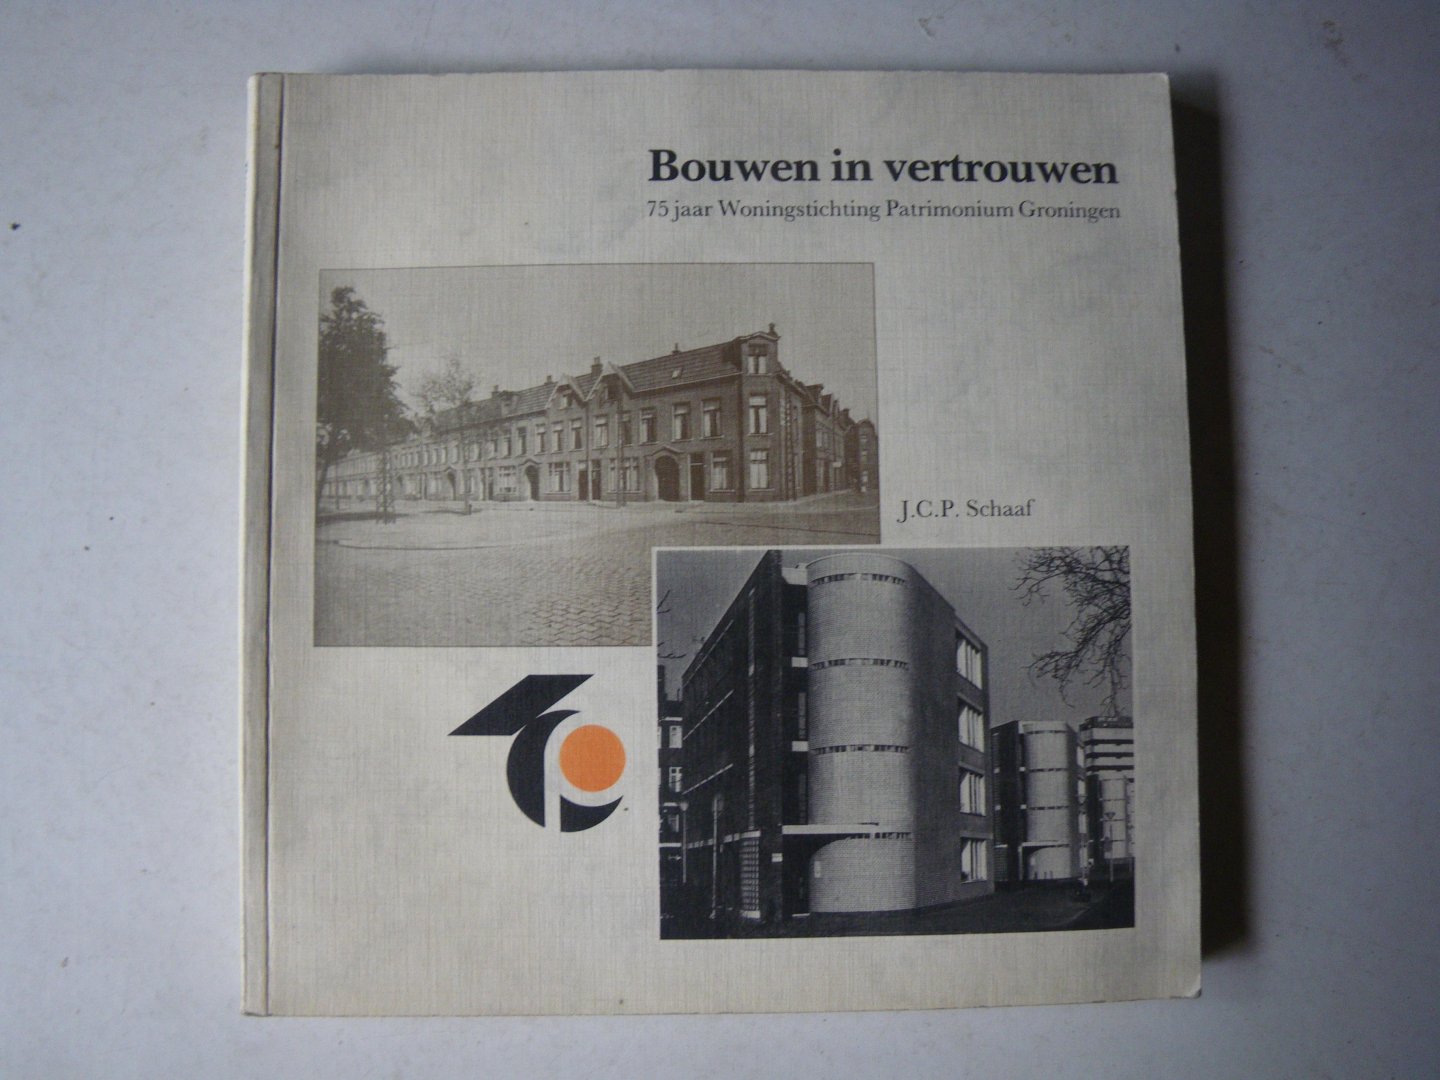 Bouwen in vertrouwen
75 jaar Woningstichting Patrimonium Groningen
J.C.P. Schaaf